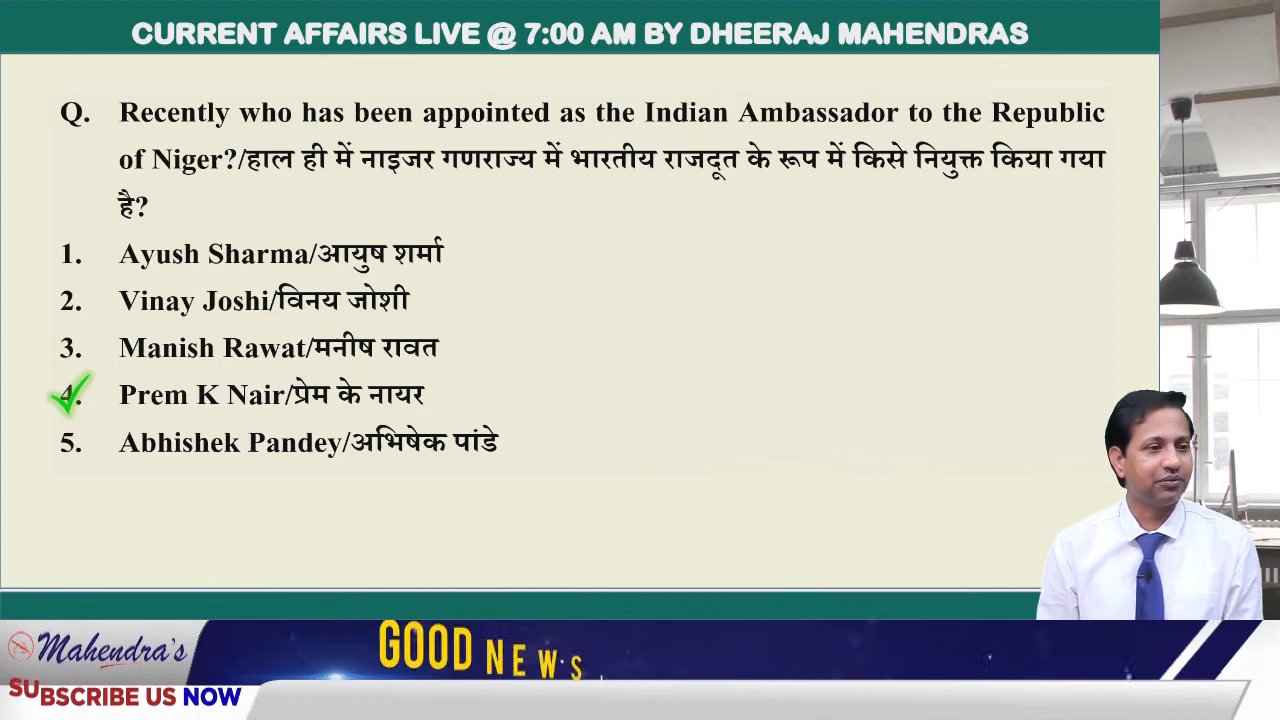 CURRENT AFFAIRS LIVE @ 7:00 AM BY DHEERAJ MAHENDRAS
Q. Recently who has been appointed as the Indian Ambassador to the Republic
of Niger?/हाल ही में नाइजर गणराज्य में भारतीय राजदूत के रूप में किसे नियुक्त किया गया
है?
1. Ayush Sharma/आयुष शर्मा
2. Vinay Joshi/विनय जोशी
3. Manish Rawat/मनीष रावत
4. Prem K Nair/प्रेम के नायर
5. Abhishek Pandey/अभिषेक पांडे
GOOD NEWS
Mahendra's
SUBSCRIBE US NOW